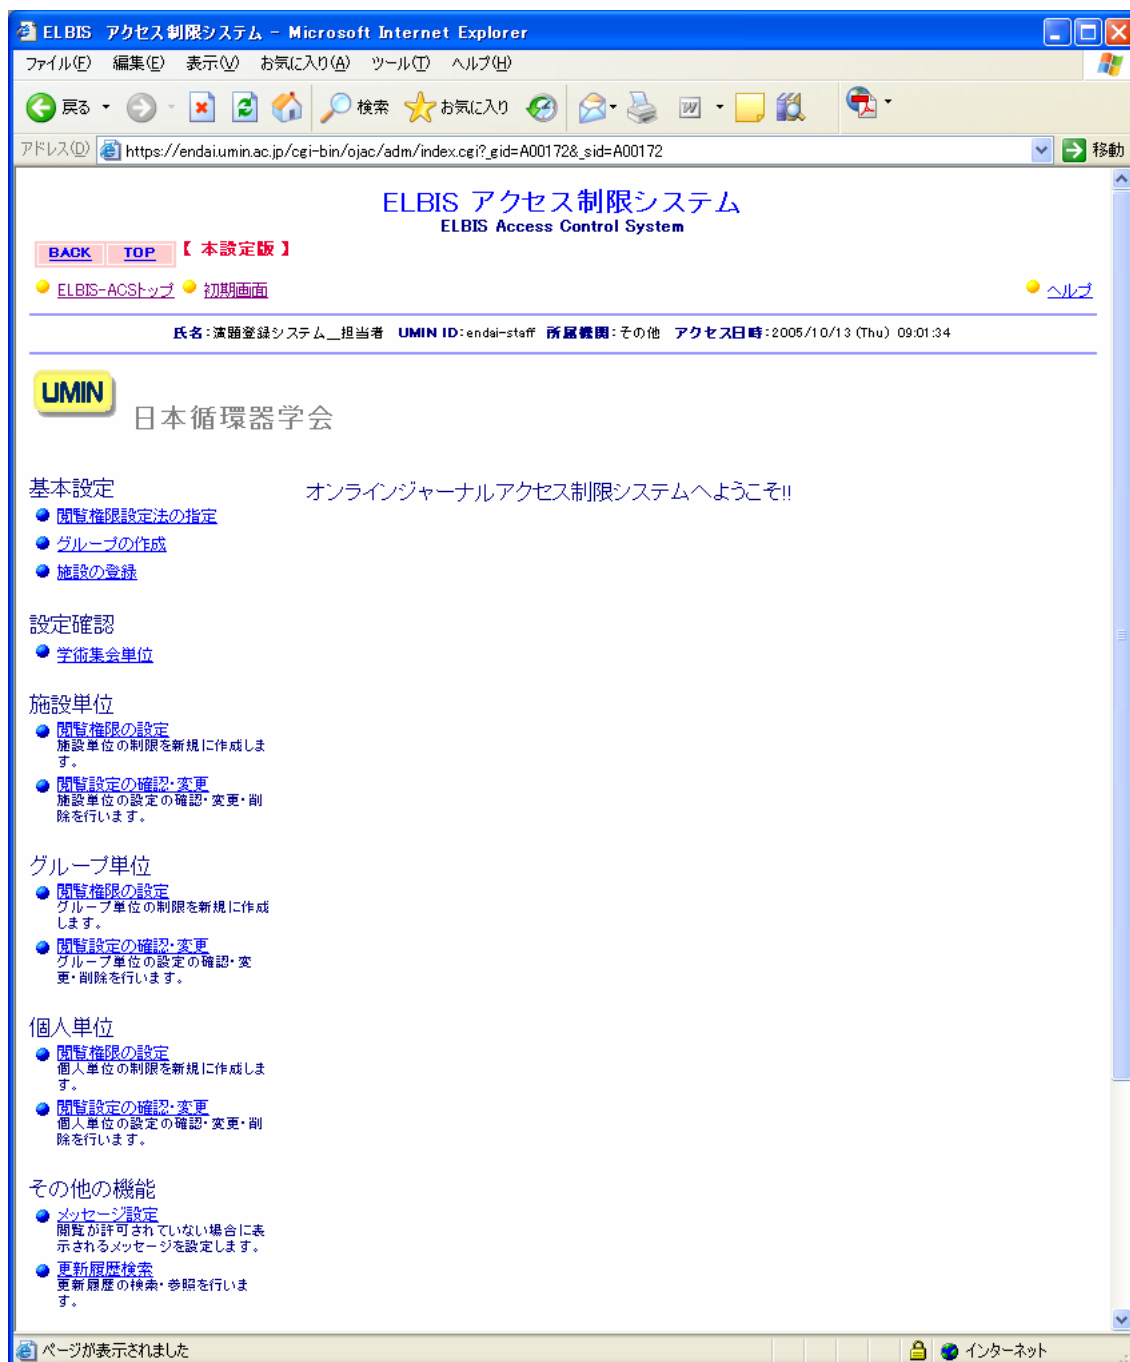 ELBIS アクセス制限システム - Microsoft Internet Explorer
ファイル(F) 編集(E) 表示(V) お気に入り(A) ツール(T) ヘルプ(H)
戻る 検索 お気に入り
アドレス(D) https://endai.umin.ac.jp/cgi-bin/ojac/adm/index.cgi?_gid=A00172&_sid=A00172 移動
ELBIS アクセス制限システム
ELBIS Access Control System
BACK TOP 【 本設定版 】
ELBIS-ACSトップ 初期画面 ヘルプ
氏名:演題登録システム__担当者 UMIN ID:endai-staff 所属機関:その他 アクセス日時:2005/10/13 (Thu) 09:01:34
UMIN
日本循環器学会
基本設定
オンラインジャーナルアクセス制限システムへようこそ!!
閲覧権限設定法の指定
グループの作成
施設の登録
設定確認
学術集会単位
施設単位
閲覧権限の設定
施設単位の制限を新規に作成しま
す。
閲覧設定の確認・変更
施設単位の設定の確認・変更・削
除を行います。
グループ単位
閲覧権限の設定
グループ単位の制限を新規に作成
します。
閲覧設定の確認・変更
グループ単位の設定の確認・変
更・削除を行います。
個人単位
閲覧権限の設定
個人単位の制限を新規に作成しま
す。
閲覧設定の確認・変更
個人単位の設定の確認・変更・削
除を行います。
その他の機能
メッセージ設定
閲覧が許可されていない場合に表
示されるメッセージを設定します。
更新履歴検索
更新履歴の検索・参照を行いま
す。
ページが表示されました インターネット